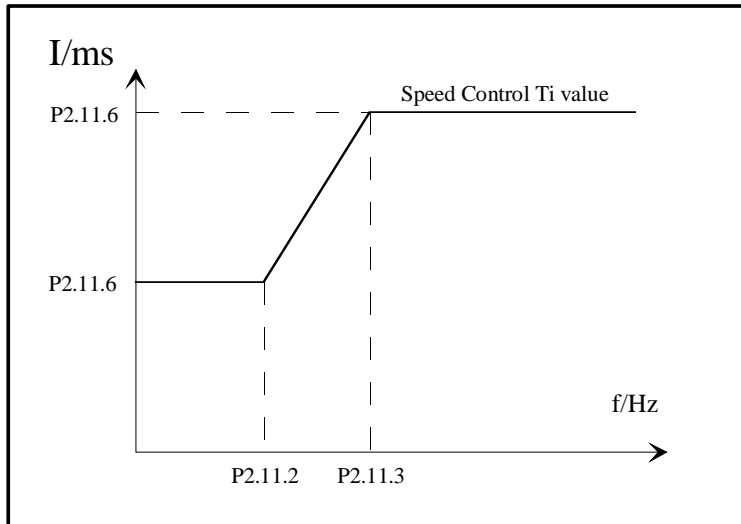 I/ms
Speed Control Ti value
P2.11.6
P2.11.6
f/Hz
P2.11.2
P2.11.3